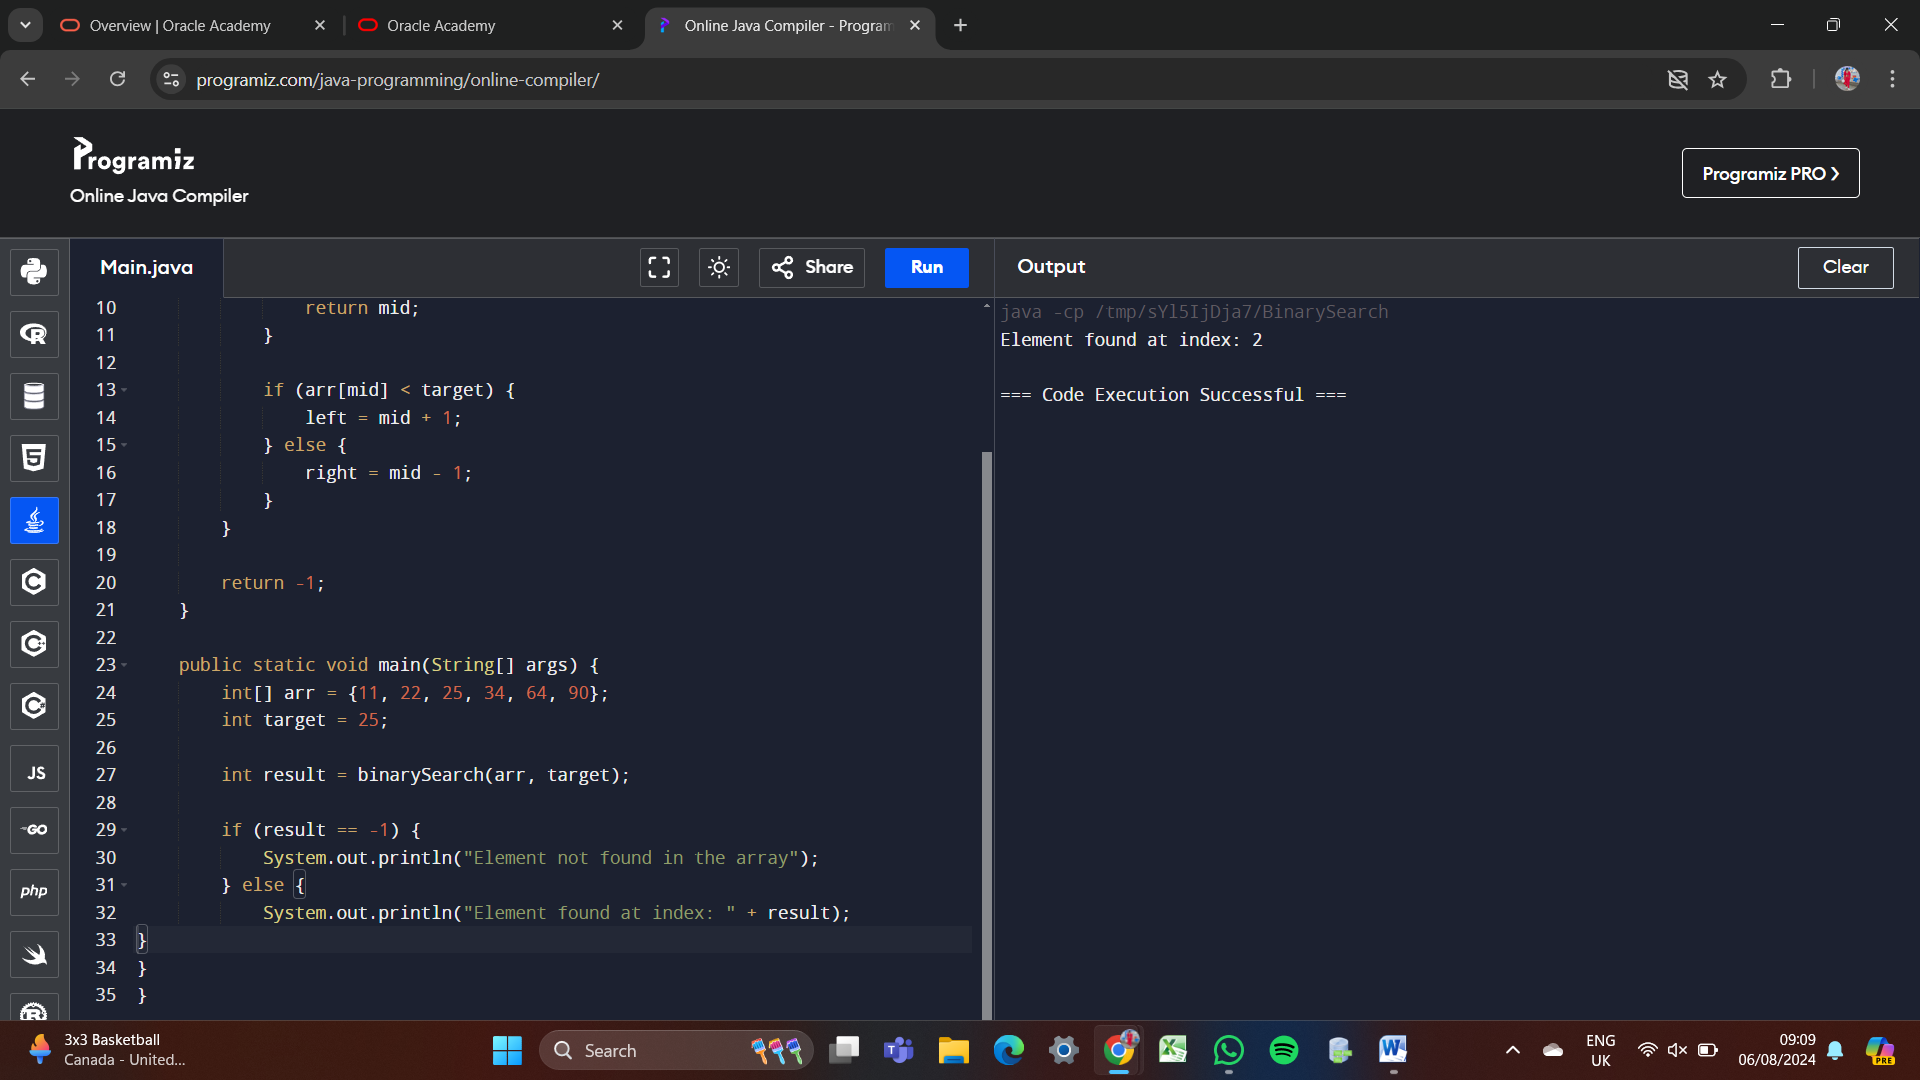 Overview | Oracle Academy
Oracle Academy
Online Java Compiler - Program
programiz.com/java-programming/online-compiler/
Programiz
Online Java Compiler
Programiz PRO
Main.java
Share
Run
Output
Clear
10 return mid;
11 }
12
13 if (arr[mid] < target) {
14 left = mid + 1;
15 } else {
16 right = mid - 1;
17 }
18 }
19
20 return -1;
21 }
22
23 public static void main(String[] args) {
24 int[] arr = {11, 22, 25, 34, 64, 90};
25 int target = 25;
26
27 int result = binarySearch(arr, target);
28
29 if (result == -1) {
30 System.out.println("Element not found in the array");
31 } else {
32 System.out.println("Element found at index: " + result);
33 }
34 }
35 }
java -cp /tmp/sYl5IjDja7/BinarySearch
Element found at index: 2
=== Code Execution Successful ===
JS
GO
php
3x3 Basketball
Canada - United...
Search
ENG
UK
09:09
06/08/2024
PRE